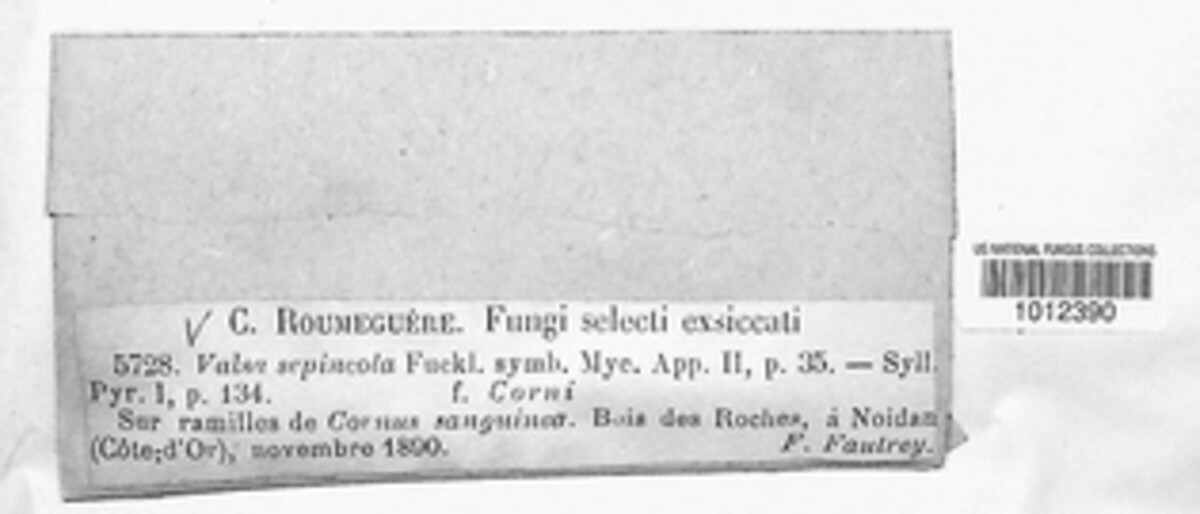 C. ROUMEGUÈRE. Fungi selecti exsiccati
5728. Valsa sepincola Fuckl. symb. Myc. App. II, p. 35. — Syll.
Pyr. I, p. 134. f. Corni
Sur ramilles de Cornus sanguinea. Bois des Roches, à Noidan
(Côte-d'Or), novembre 1890. F. Fautrey.
US NATIONAL FUNGUS COLLECTIONS
1012390